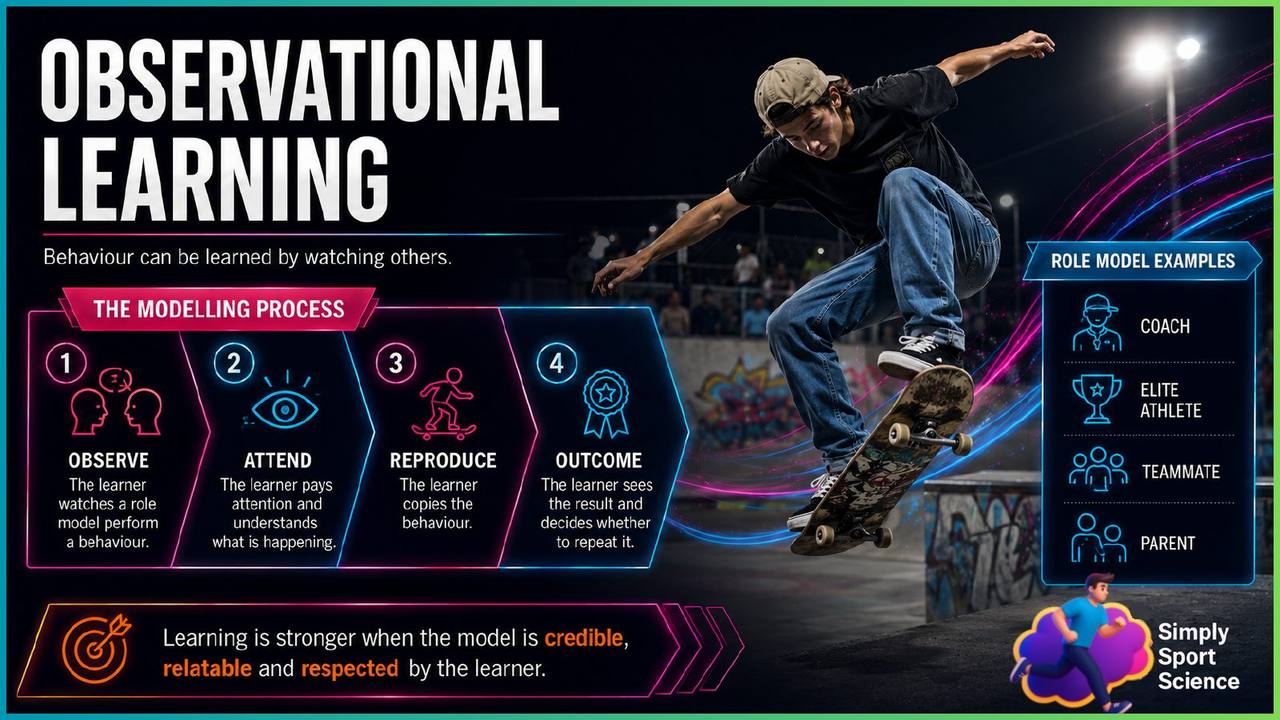 OBSERVATIONAL
LEARNING
Behaviour can be learned by watching others.
THE MODELLING PROCESS
1
OBSERVE
The learner
watches a role
model perform
a behaviour.
2
ATTEND
The learner pays
attention and
understands
what is happening.
3
REPRODUCE
The learner
copies the
behaviour.
4
OUTCOME
The learner sees
the result and
decides whether
to repeat it.
Learning is stronger when the model is credible,
relatable and respected by the learner.
ROLE MODEL EXAMPLES
COACH
ELITE
ATHLETE
TEAMMATE
PARENT
Simply
Sport
Science